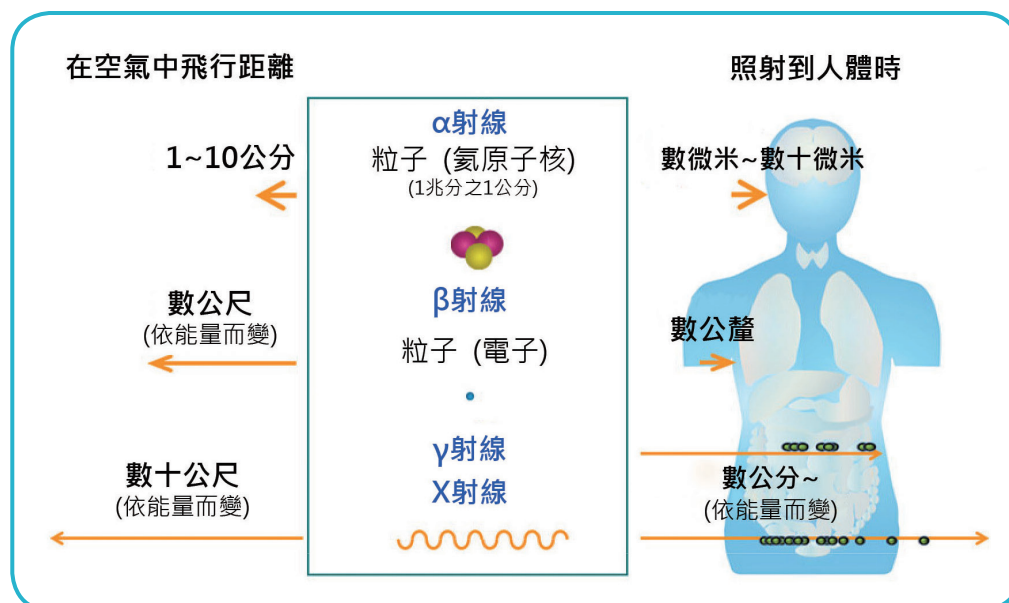 在空氣中飛行距離
照射到人體時
α射線
1~10公分
粒子 (氦原子核)
(1兆分之1公分)
數微米~數十微米
數公尺
(依能量而變)
β射線
粒子 (電子)
數公釐
γ射線
X射線
數十公尺
(依能量而變)
數公分~
(依能量而變)